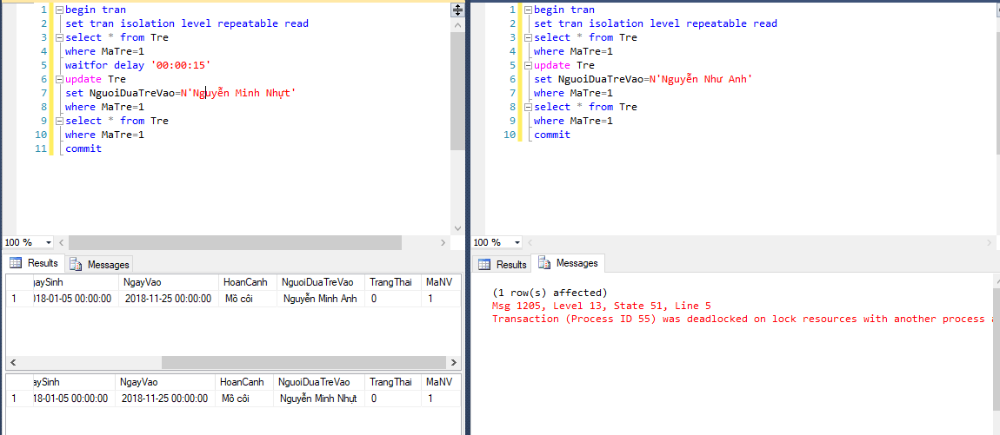 1 begin tran
2 set tran isolation level repeatable read
3 select * from Tre
4 where MaTre=1
5 waitfor delay '00:00:15'
6 update Tre
7 set NguoiDuaTreVao=N'Nguyễn Minh Nhựt'
8 where MaTre=1
9 select * from Tre
10 where MaTre=1
11 commit
100 %
Results Messages
gaySinh NgayVao HoanCanh NguoiDuaTreVao TrangThai MaNV
1 018-01-05 00:00:00 2018-11-25 00:00:00 Mồ côi Nguyễn Minh Anh 0 1
aySinh NgayVao HoanCanh NguoiDuaTreVao TrangThai MaNV
1 18-01-05 00:00:00 2018-11-25 00:00:00 Mồ côi Nguyễn Minh Nhựt 0 1
1 begin tran
2 set tran isolation level repeatable read
3 select * from Tre
4 where MaTre=1
5 update Tre
6 set NguoiDuaTreVao=N'Nguyễn Như Anh'
7 where MaTre=1
8 select * from Tre
9 where MaTre=1
10 commit
100 %
Results Messages
(1 row(s) affected)
Msg 1205, Level 13, State 51, Line 5
Transaction (Process ID 55) was deadlocked on lock resources with another process